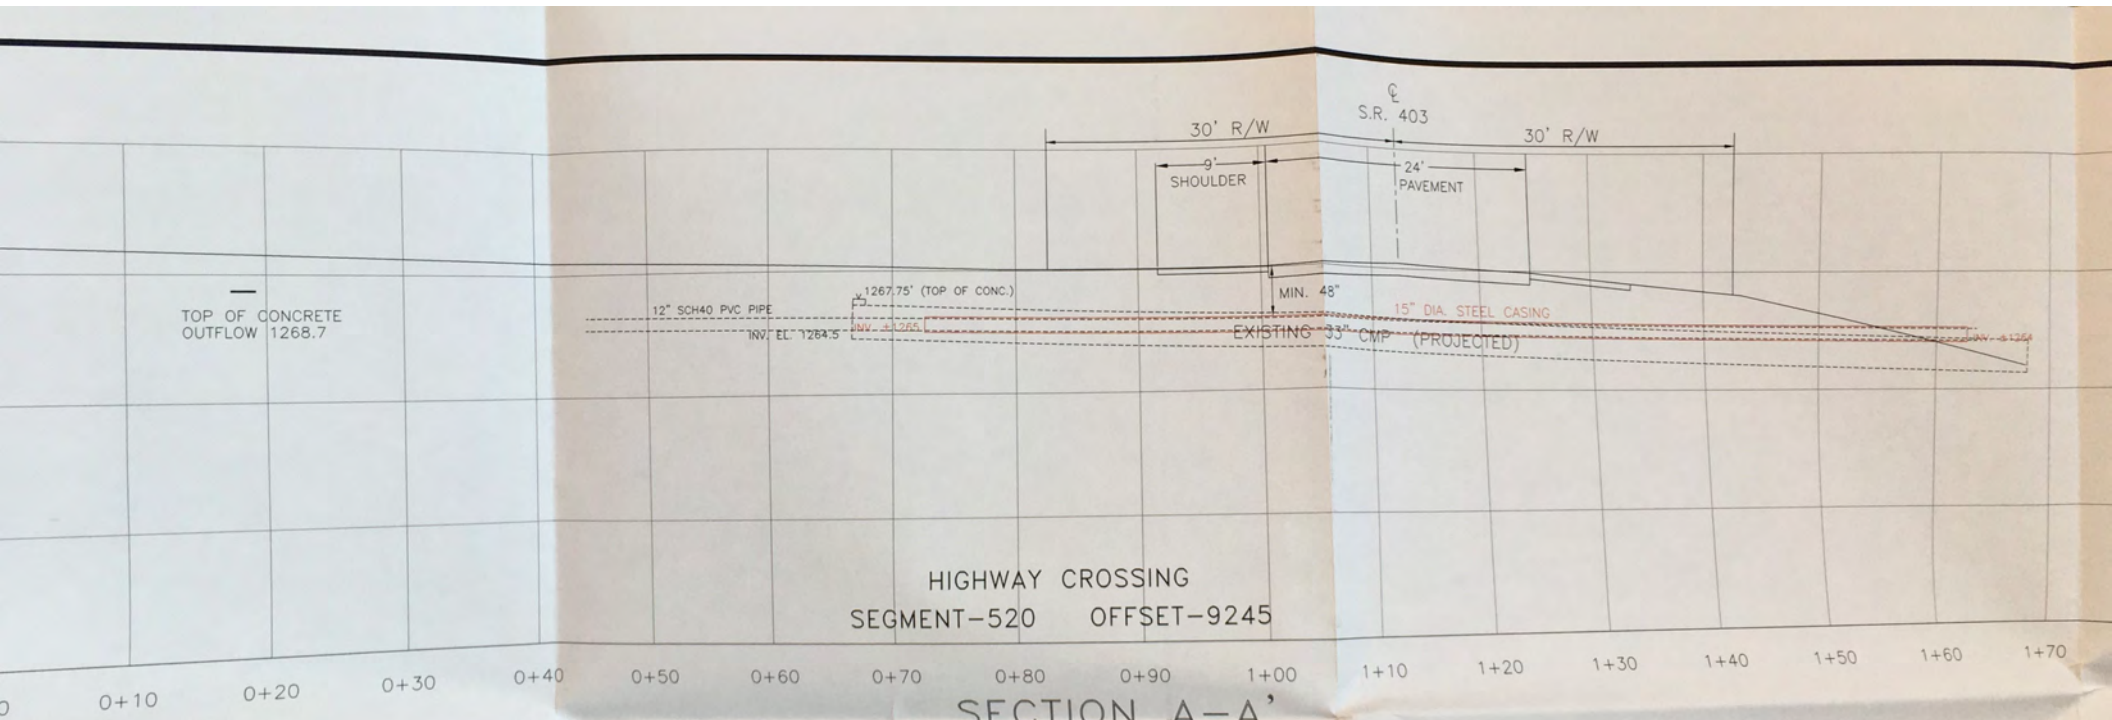 ℄
S.R. 403
30' R/W
30' R/W
9'
SHOULDER
24'
PAVEMENT
TOP OF CONCRETE
OUTFLOW 1268.7
1267.75' (TOP OF CONC.)
MIN. 48"
12" SCH40 PVC PIPE
15" DIA. STEEL CASING
INV. ±1265
INV. EL. 1264.5
EXISTING 33" CMP (PROJECTED)
INV. ±1264
HIGHWAY CROSSING
SEGMENT-520 OFFSET-9245
0+10 0+20 0+30 0+40 0+50 0+60 0+70 0+80 0+90 1+00 1+10 1+20 1+30 1+40 1+50 1+60 1+70
SECTION A-A'